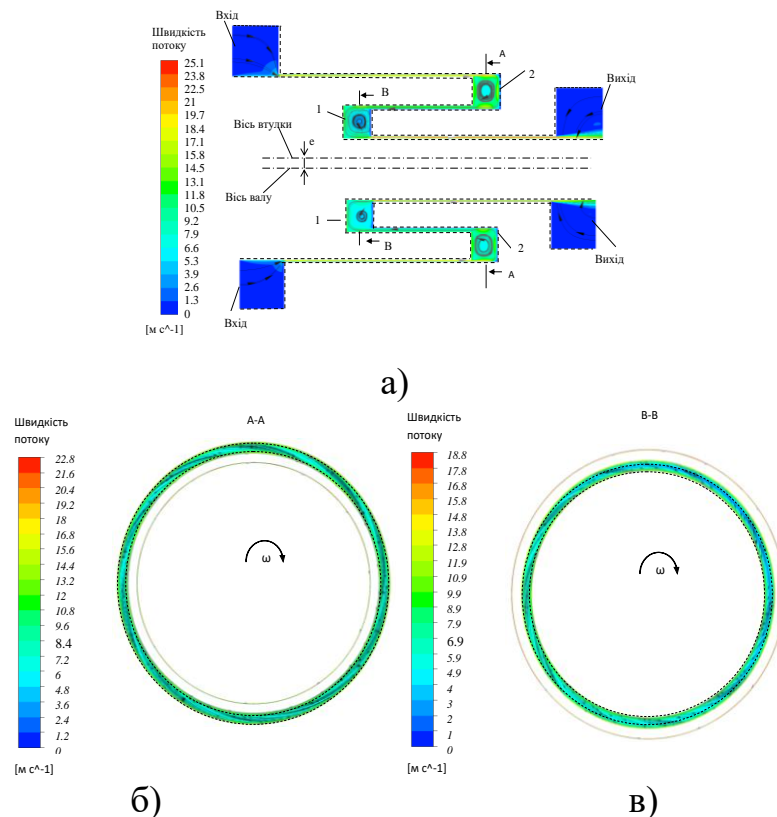 Вхід
Швидкість
потоку
25.1
23.8
22.5
21
19.7
18.4
17.1
15.8
14.5
13.1
11.8
10.5
9.2
7.9
6.6
5.3
3.9
2.6
1.3
0
[м с^-1]
А
2
Вихід
В
1
Вісь втулки
е
Вісь валу
1
В
2
А
Вихід
Вхід
а)
Швидкість
потоку
А-А
22.8
21.6
20.4
19.2
18
16.8
15.6
14.4
13.2
12
10.8
9.6
8.4
7.2
6
4.8
3.6
2.4
1.2
0
[м с^-1]
ω
б)
Швидкість
потоку
В-В
18.8
17.8
16.8
15.8
14.8
13.8
12.8
11.9
10.9
9.9
8.9
7.9
6.9
5.9
4.9
4
3
2
1
0
[м с^-1]
ω
в)